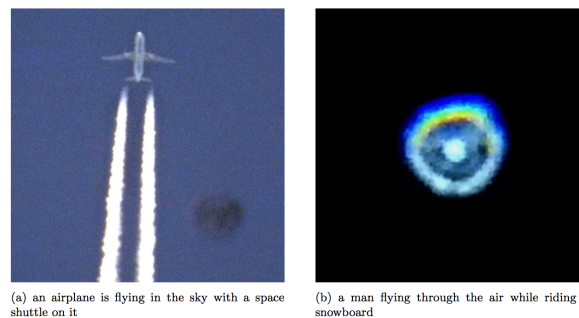 (a) an airplane is flying in the sky with a space
shuttle on it
(b) a man flying through the air while riding
snowboard